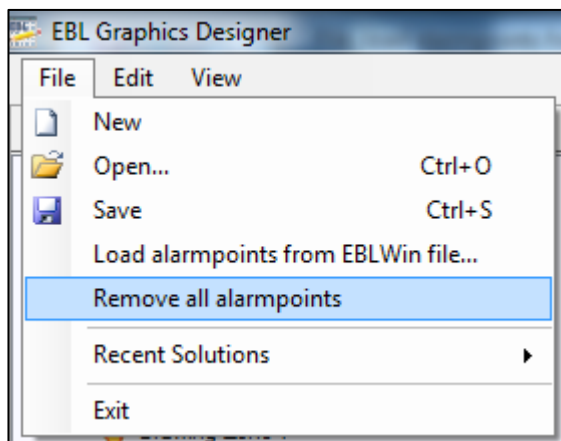 EBL Graphics Designer
File Edit View
New
Open... Ctrl+O
Save Ctrl+S
Load alarmpoints from EBLWin file...
Remove all alarmpoints
Recent Solutions
Exit